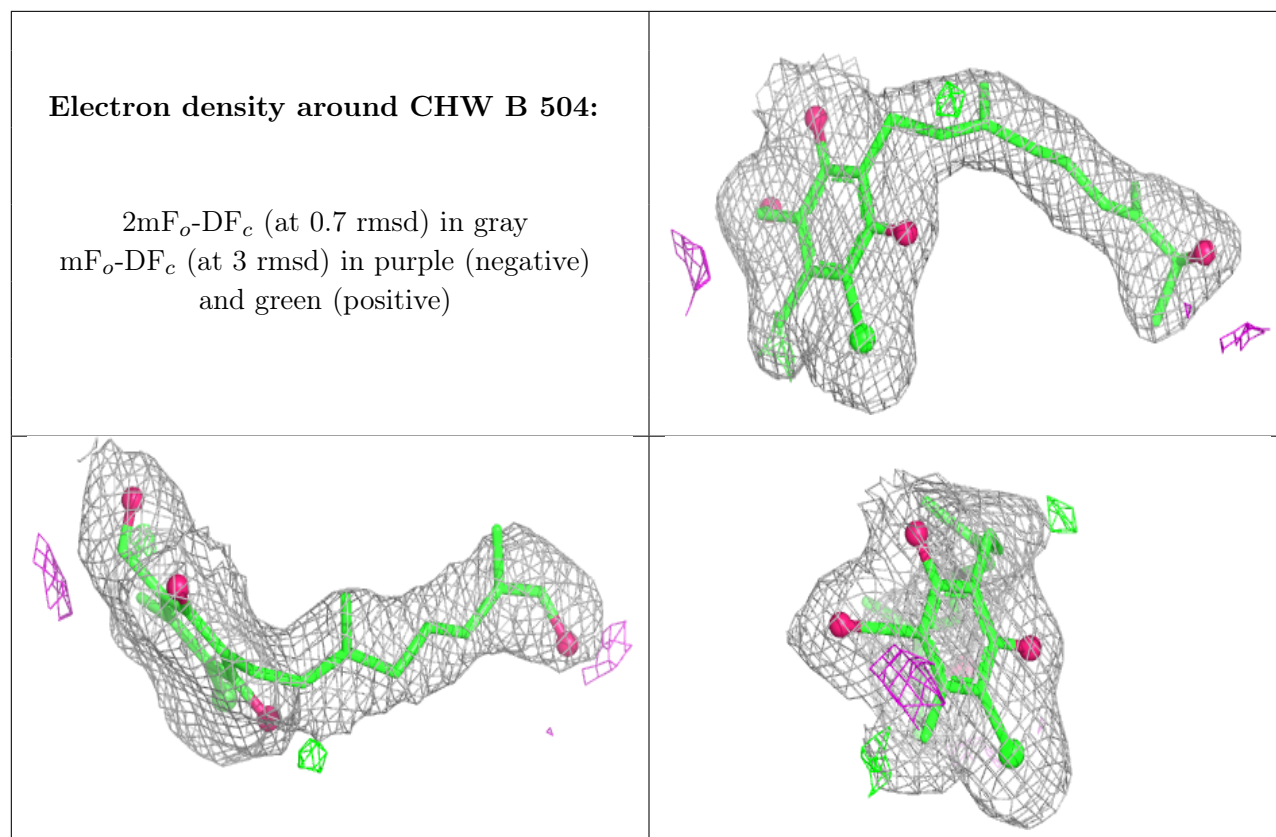 Electron density around CHW B 504:
2mFₒ-DF𝒸 (at 0.7 rmsd) in gray
mFₒ-DF𝒸 (at 3 rmsd) in purple (negative)
and green (positive)